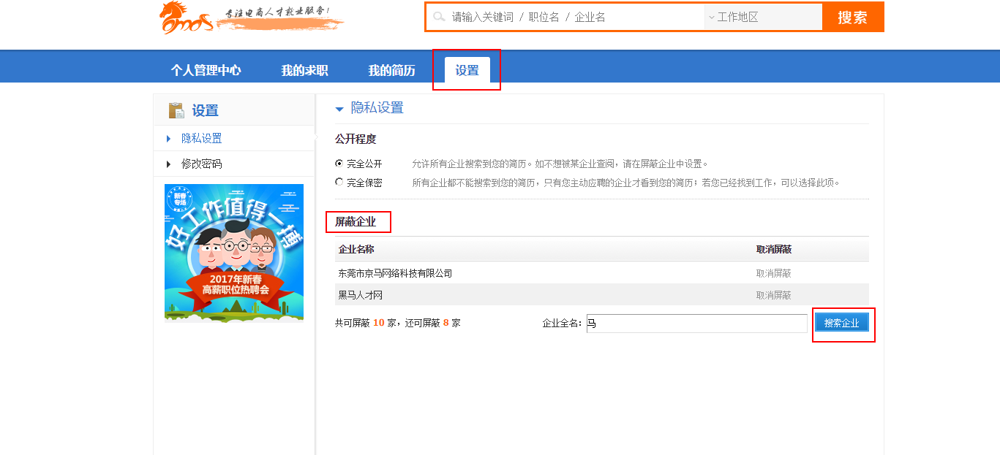 专注电商人才就业服务!
请输入关键词 / 职位名 / 企业名
工作地区
搜索
个人管理中心
我的求职
我的简历
设置
设置
隐私设置
修改密码
新春
专场
好工作值得一搏
2017年新春
高薪职位热聘会
隐私设置
公开程度
完全公开 允许所有企业搜索到您的简历。如不想被某企业查阅，请在屏蔽企业中设置。
完全保密 所有企业都不能搜索到您的简历，只有您主动应聘的企业才看到您的简历；若您已经找到工作，可以选择此项。
屏蔽企业
企业名称 取消屏蔽
东莞市京马网络科技有限公司 取消屏蔽
黑马人才网 取消屏蔽
共可屏蔽 10 家，还可屏蔽 8 家 企业全名： 马 搜索企业